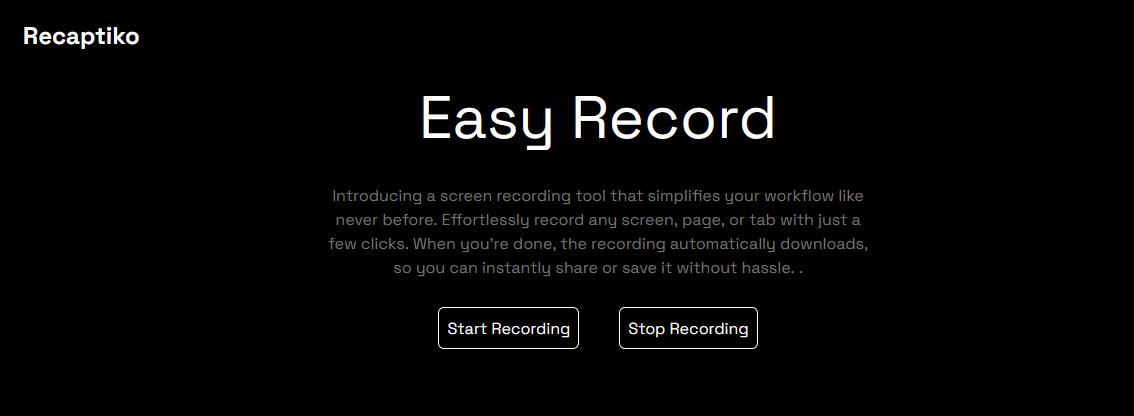 Recaptiko
Easy Record
Introducing a screen recording tool that simplifies your workflow like
never before. Effortlessly record any screen, page, or tab with just a
few clicks. When you're done, the recording automatically downloads,
so you can instantly share or save it without hassle. .
Start Recording
Stop Recording